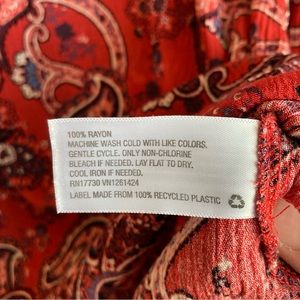 100% RAYON
MACHINE WASH COLD WITH LIKE COLORS.
GENTLE CYCLE. ONLY NON-CHLORINE
BLEACH IF NEEDED. LAY FLAT TO DRY.
COOL IRON IF NEEDED.
RN17730 VN1261424
LABEL MADE FROM 100% RECYCLED PLASTIC